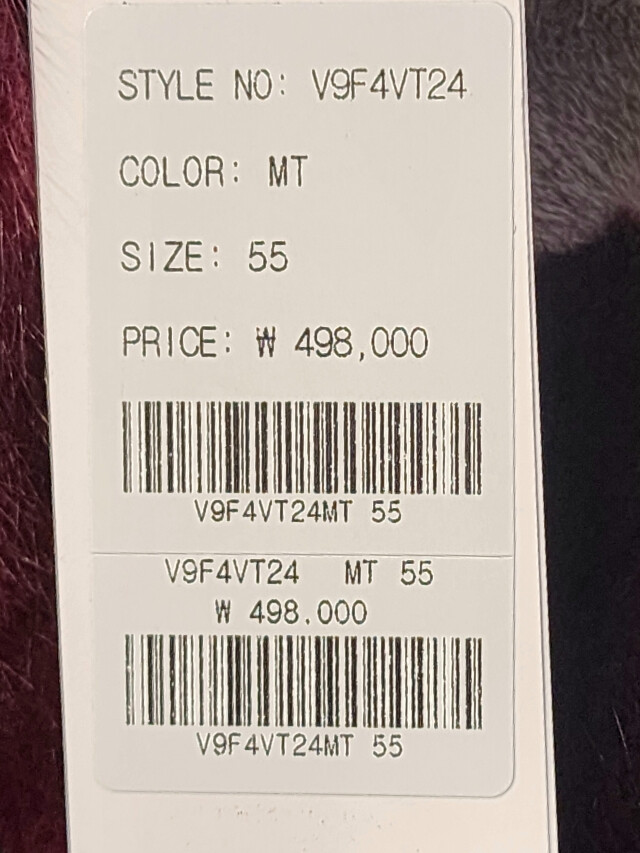 STYLE NO: V9F4VT24
COLOR: MT
SIZE: 55
PRICE: ₩ 498,000
V9F4VT24MT 55
V9F4VT24 MT 55
₩ 498.000
V9F4VT24MT 55